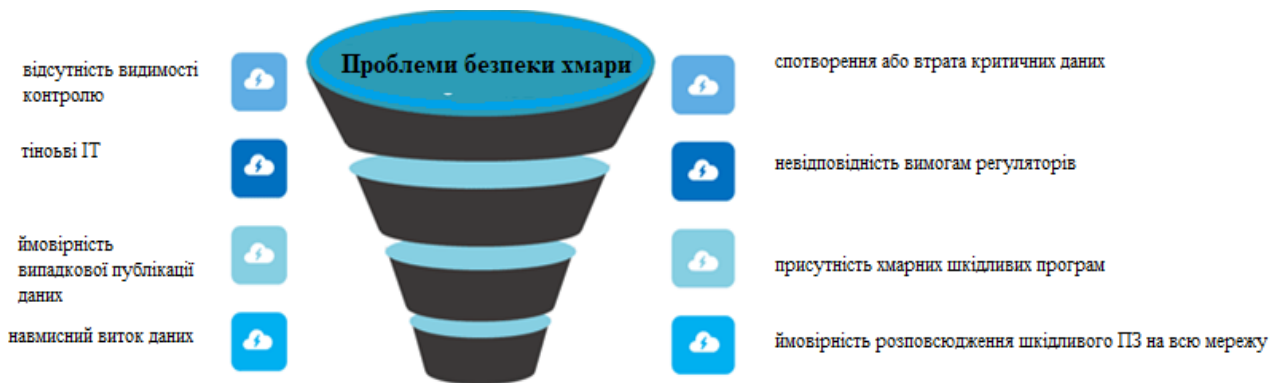 Проблеми безпеки хмари
відсутність видимості
контролю
тіноьві ІТ
ймовірність
випадкової публікації
даних
навмисний виток даних
спотворення або втрата критичних даних
невідповідність вимогам регуляторів
присутність хмарних шкідливих програм
ймовірність розповсюдження шкідливого ПЗ на всю мережу